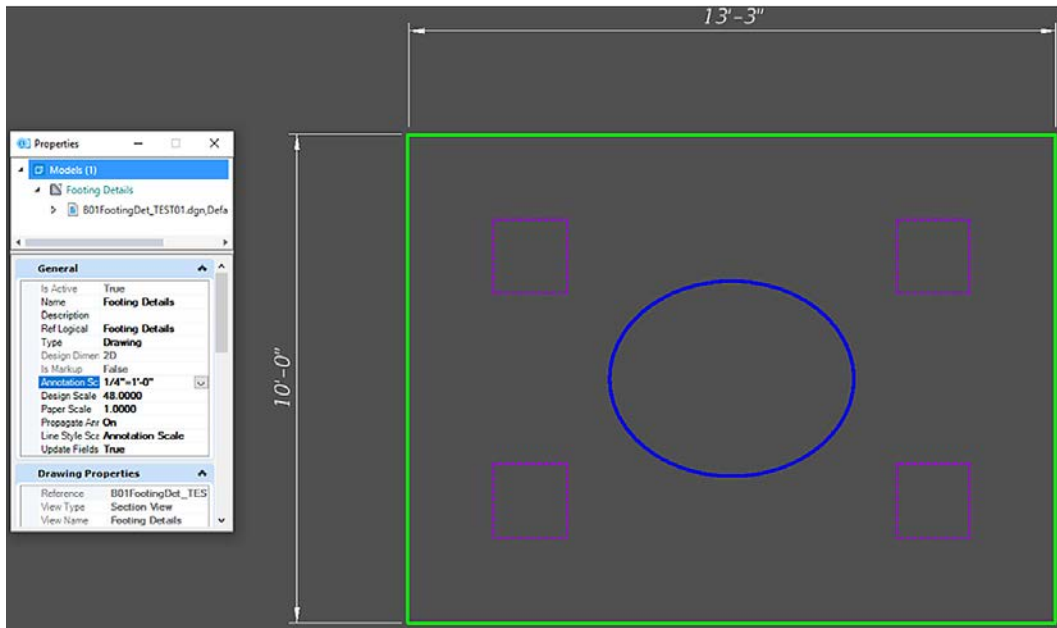 13'-3"
Properties
Models (1)
Footing Details
B01FootingDet_TEST01.dgn,Defa
General
Is Active True
Name Footing Details
Description
Ref Logical Footing Details
Type Drawing
Design Dimen 2D
Is Markup False
Annotation Sc 1/4"=1'-0"
Design Scale 48.0000
Paper Scale 1.0000
Propagate Anr On
Line Style Sca Annotation Scale
Update Fields True
Drawing Properties
Reference B01FootingDet_TES
View Type Section View
View Name Footing Details
10'-0"